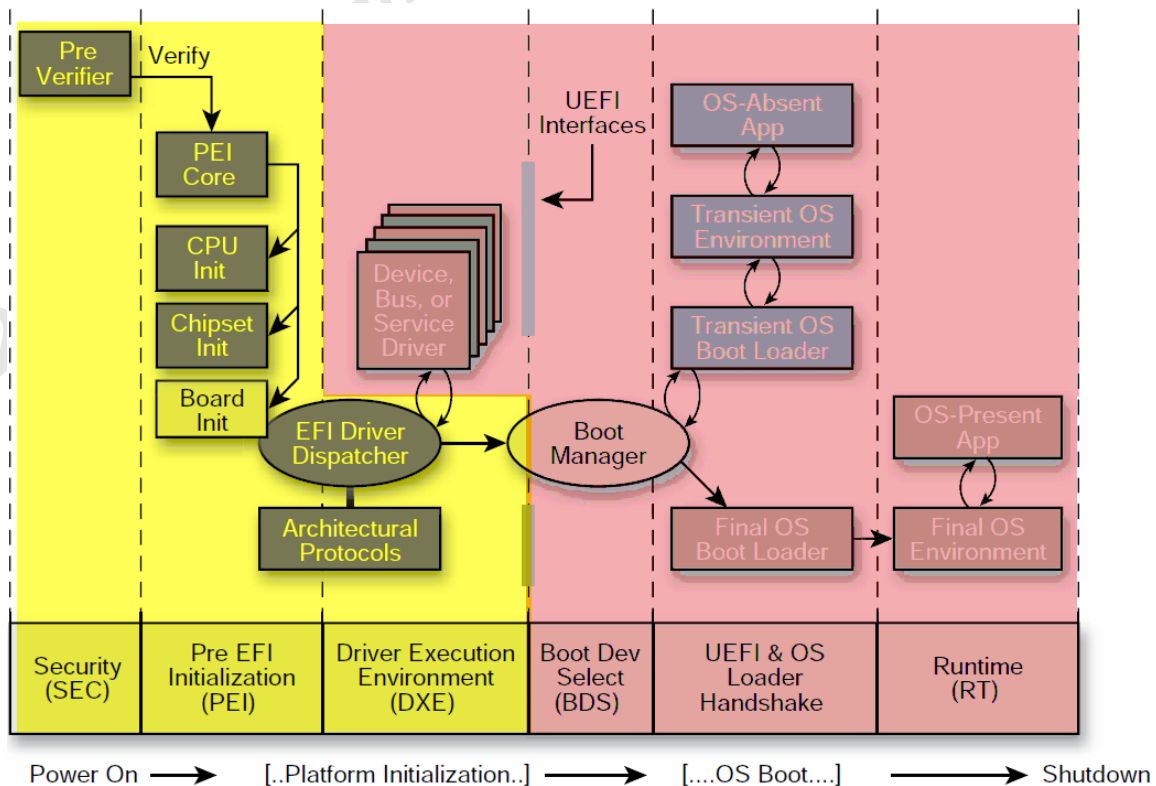 Pre
Verifier
Verify
PEI
Core
CPU
Init
Chipset
Init
Board
Init
EFI Driver
Dispatcher
Architectural
Protocols
Device,
Bus, or
Service
Driver
UEFI
Interfaces
Boot
Manager
OS-Absent
App
Transient OS
Environment
Transient OS
Boot Loader
Final OS
Boot Loader
OS-Present
App
Final OS
Environment
Security
(SEC)
Pre EFI
Initialization
(PEI)
Driver Execution
Environment
(DXE)
Boot Dev
Select
(BDS)
UEFI & OS
Loader
Handshake
Runtime
(RT)
Power On [..Platform Initialization..] [....OS Boot....] Shutdown